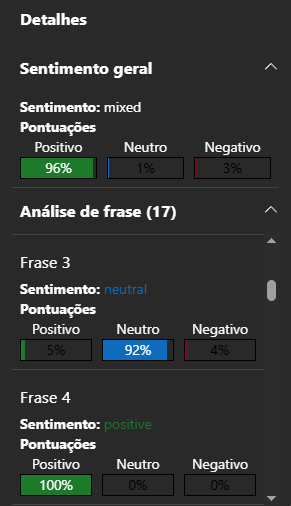 Detalhes
Sentimento geral
Sentimento: mixed
Pontuações
Positivo Neutro Negativo
96% 1% 3%
Análise de frase (17)
Frase 3
Sentimento: neutral
Pontuações
Positivo Neutro Negativo
5% 92% 4%
Frase 4
Sentimento: positive
Pontuações
Positivo Neutro Negativo
100% 0% 0%